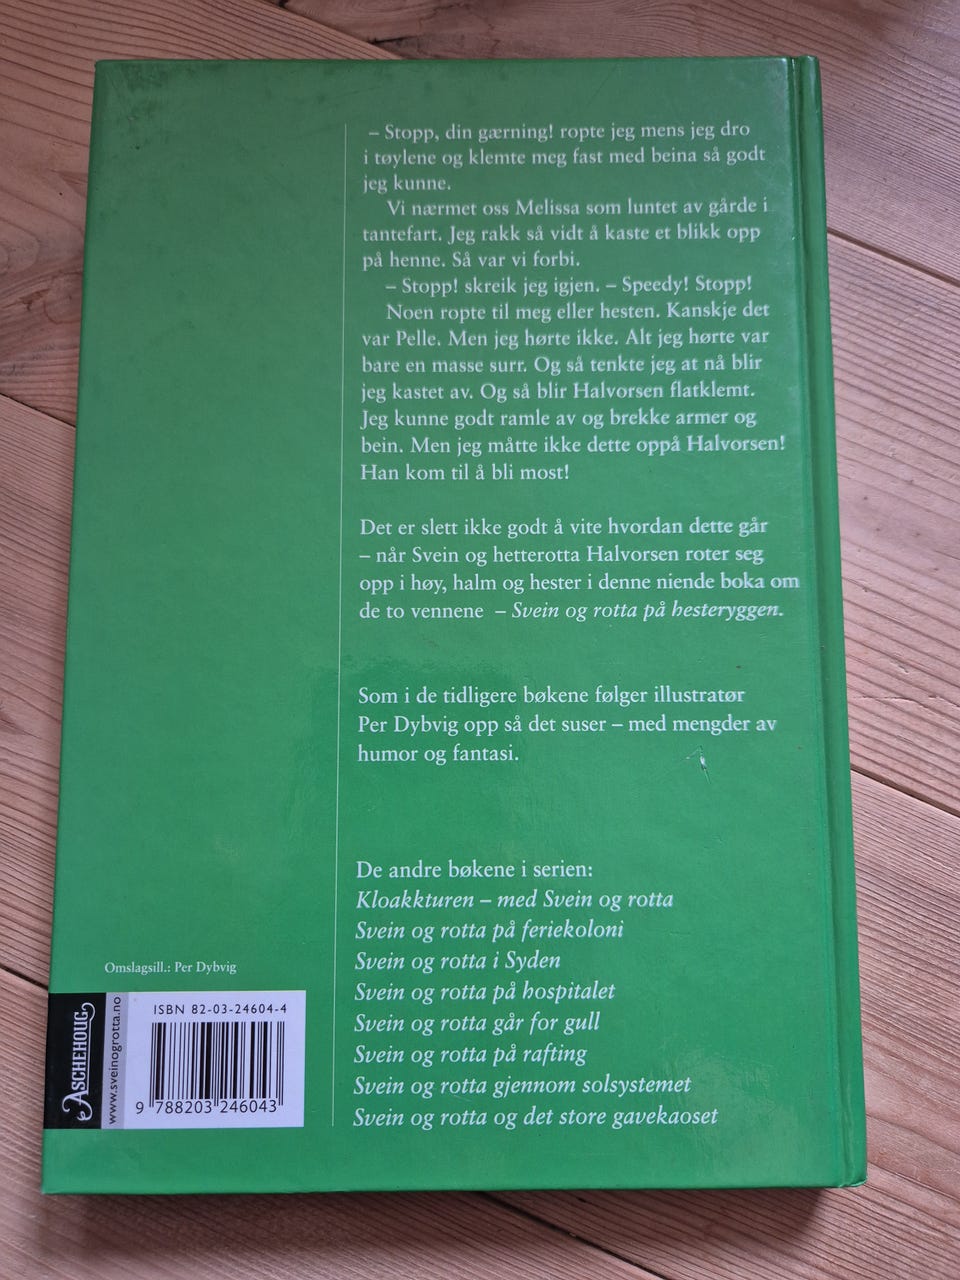 – Stopp, din gærning! ropte jeg mens jeg dro
i tøylene og klemte meg fast med beina så godt
jeg kunne.
Vi nærmet oss Melissa som luntet av gårde i
tantefart. Jeg rakk så vidt å kaste et blikk opp
på henne. Så var vi forbi.
– Stopp! skreik jeg igjen. – Speedy! Stopp!
Noen ropte til meg eller hesten. Kanskje det
var Pelle. Men jeg hørte ikke. Alt jeg hørte var
bare en masse surr. Og så tenkte jeg at nå blir
jeg kastet av. Og så blir Halvorsen flatklemt.
Jeg kunne godt ramle av og brekke armer og
bein. Men jeg måtte ikke dette oppå Halvorsen!
Han kom til å bli most!
Det er slett ikke godt å vite hvordan dette går
– når Svein og hetterotta Halvorsen roter seg
opp i høy, halm og hester i denne niende boka om
de to vennene – Svein og rotta på hesteryggen.
Som i de tidligere bøkene følger illustratør
Per Dybvig opp så det suser – med mengder av
humor og fantasi.
De andre bøkene i serien:
Kloakkturen – med Svein og rotta
Svein og rotta på feriekoloni
Svein og rotta i Syden
Svein og rotta på hospitalet
Svein og rotta går for gull
Svein og rotta på rafting
Svein og rotta gjennom solsystemet
Svein og rotta og det store gavekaoset
Omslagsill.: Per Dybvig
ASCHEHOUG
www.sveinogrotta.no
ISBN 82-03-24604-4
9 788203 246043